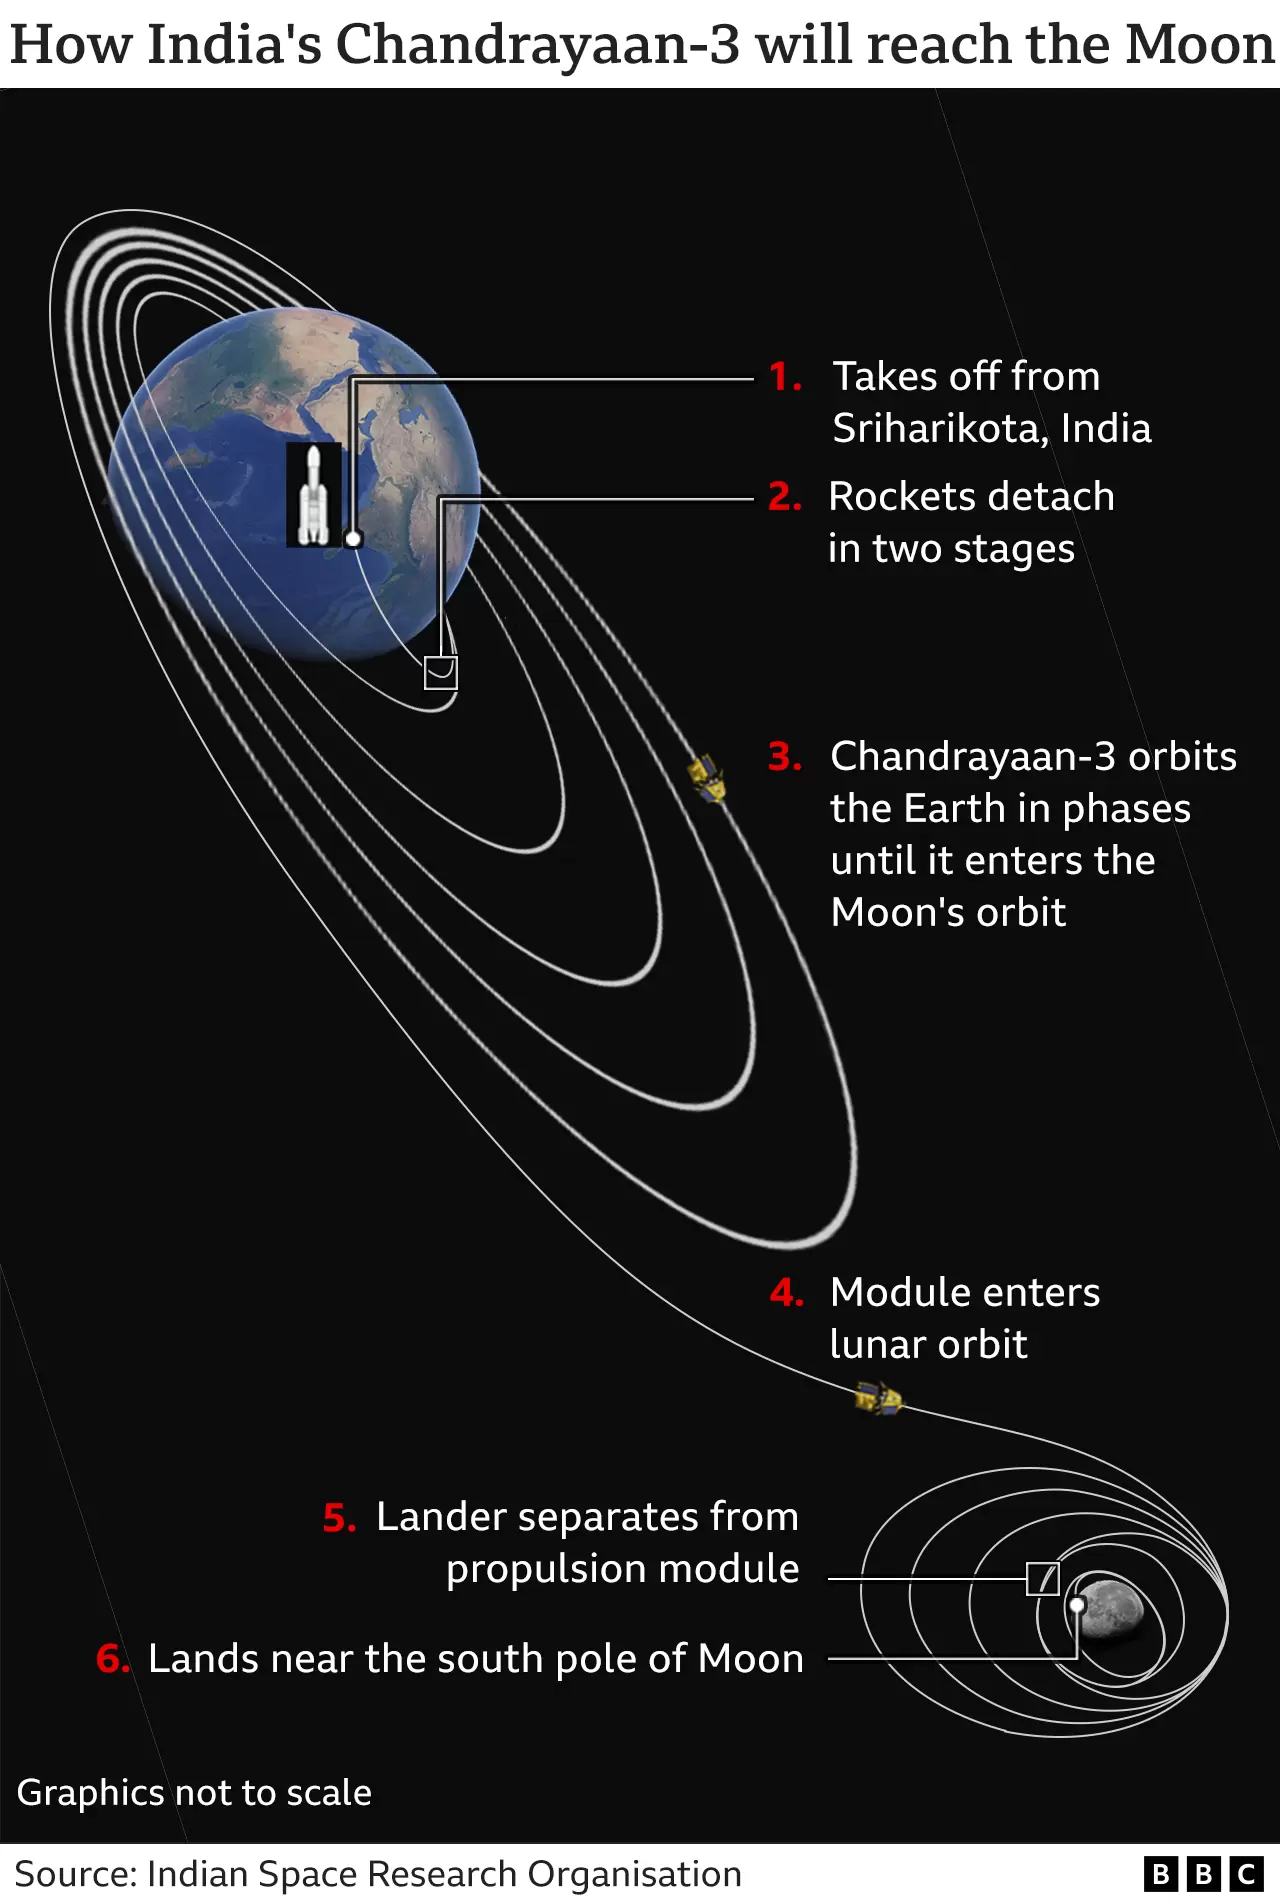 How India's Chandrayaan-3 will reach the Moon
1. Takes off from
Sriharikota, India
2. Rockets detach
in two stages
3. Chandrayaan-3 orbits
the Earth in phases
until it enters the
Moon's orbit
4. Module enters
lunar orbit
5. Lander separates from
propulsion module
6. Lands near the south pole of Moon
Graphics not to scale
Source: Indian Space Research Organisation
BBC